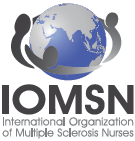 IOMSN
International Organization
of Multiple Sclerosis Nurses